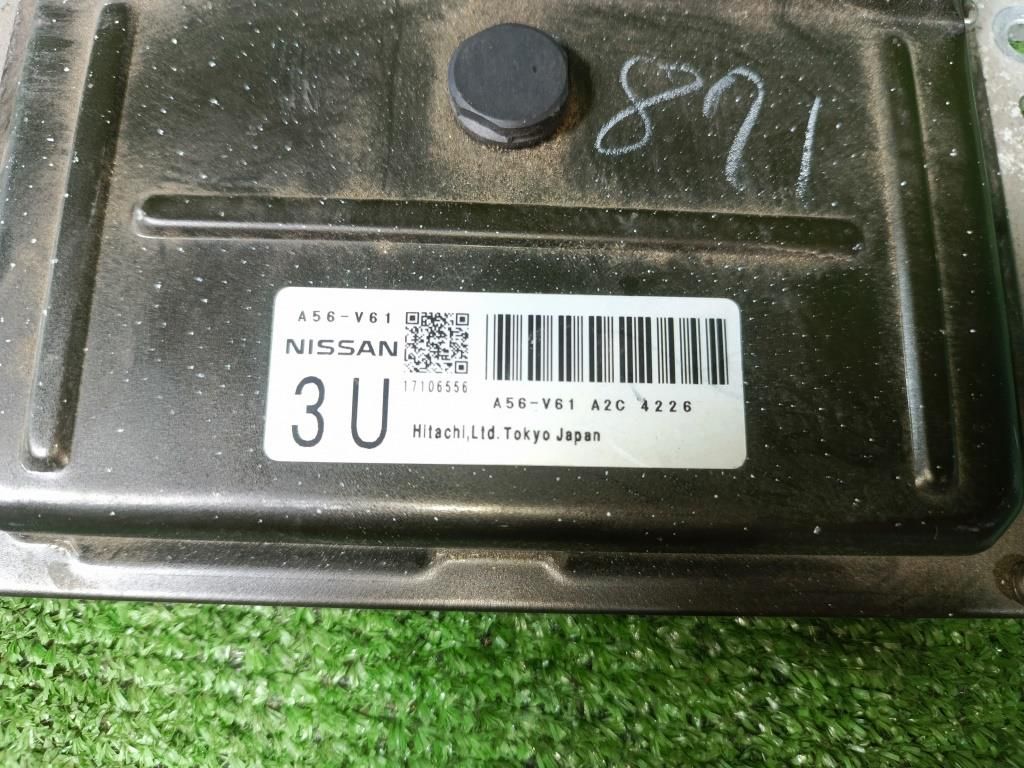 871
A56-V61
NISSAN
17106556
3U
A56-V61 A2C 4226
Hitachi,Ltd.Tokyo Japan